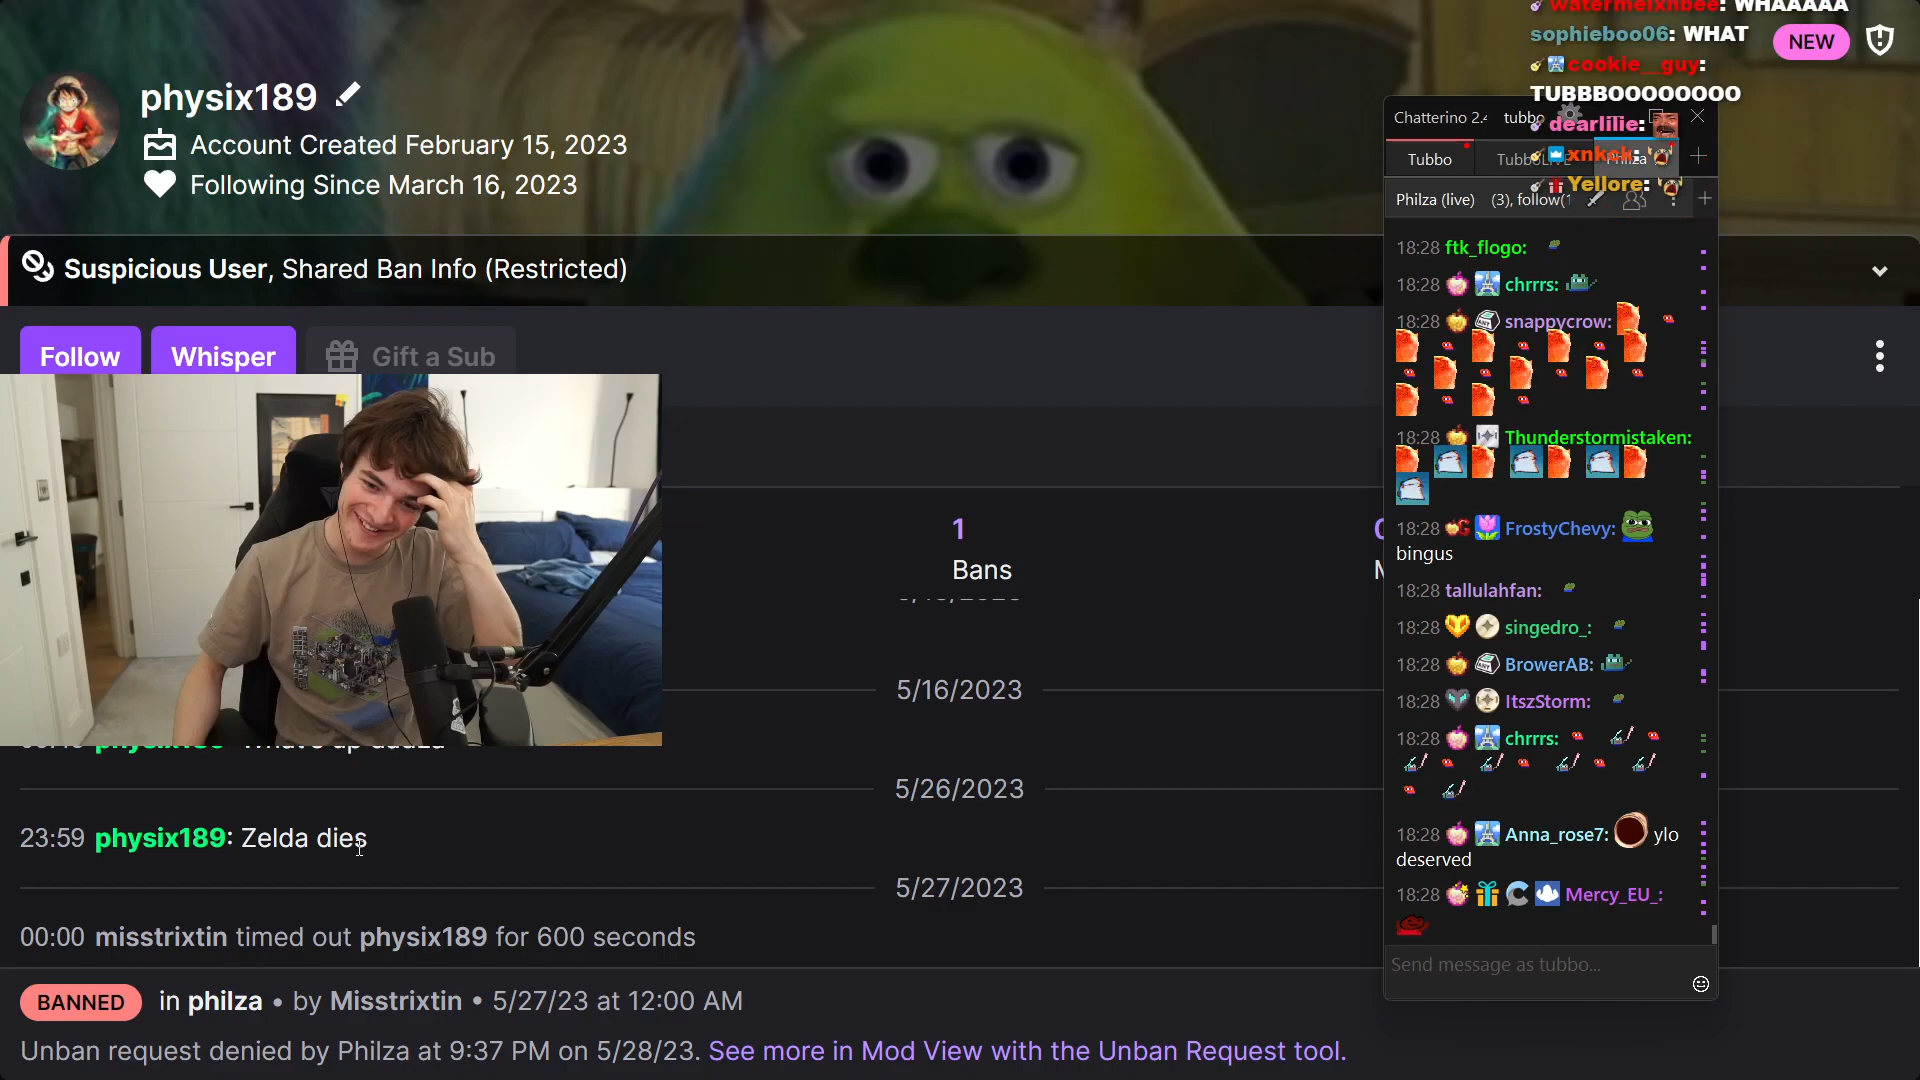 physix189
Account Created February 15, 2023
Following Since March 16, 2023
Suspicious User, Shared Ban Info (Restricted)
Follow
Whisper
Gift a Sub
1
Bans
5/16/2023
5/26/2023
23:59 physix189: Zelda dies
5/27/2023
00:00 misstrixtin timed out physix189 for 600 seconds
BANNED in philza • by Misstrixtin • 5/27/23 at 12:00 AM
Unban request denied by Philza at 9:37 PM on 5/28/23. See more in Mod View with the Unban Request tool.
watermelxnbee: WHAAAAA
sophieboo06: WHAT
NEW
cookie__guy:
TUBBBOOOOOOOO
Chatterino 2.4
tubbo
dearlilie:
Tubbo
xnkck:
Yellore:
Philza (live) (3), follow(1
18:28 ftk_flogo:
18:28 chrrrs:
18:28 snappycrow:
18:28 Thunderstormistaken:
18:28 FrostyChevy:
bingus
18:28 tallulahfan:
18:28 singedro_:
18:28 BrowerAB:
18:28 ItszStorm:
18:28 chrrrs:
18:28 Anna_rose7: ylo
deserved
18:28 Mercy_EU_:
Send message as tubbo...